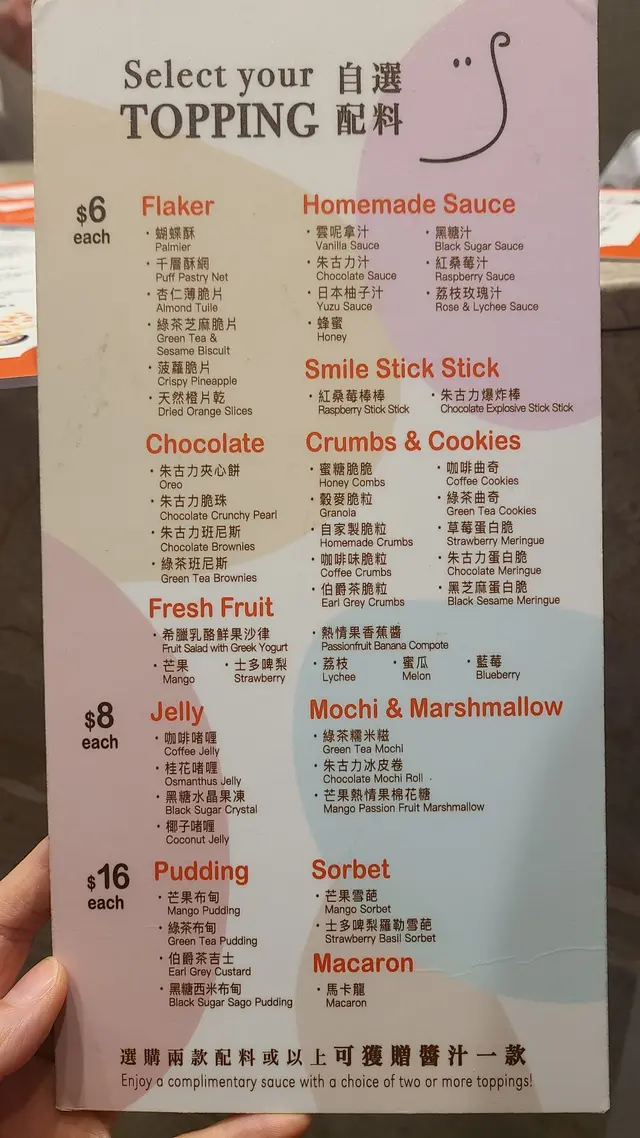 Select your 自選
TOPPING 配料
$6
each
Flaker
・蝴蝶酥
Palmier
・千層酥網
Puff Pastry Net
・杏仁薄脆片
Almond Tuile
・綠茶芝麻脆片
Green Tea &
Sesame Biscuit
・菠蘿脆片
Crispy Pineapple
・天然橙片乾
Dried Orange Slices
Homemade Sauce
・雲呢拿汁
Vanilla Sauce
・朱古力汁
Chocolate Sauce
・日本柚子汁
Yuzu Sauce
・蜂蜜
Honey
・黑糖汁
Black Sugar Sauce
・紅桑莓汁
Raspberry Sauce
・荔枝玫瑰汁
Rose & Lychee Sauce
Smile Stick Stick
・紅桑莓棒棒
Raspberry Stick Stick
・朱古力爆炸棒
Chocolate Explosive Stick Stick
Chocolate
・朱古力夾心餅
Oreo
・朱古力脆珠
Chocolate Crunchy Pearl
・朱古力班尼斯
Chocolate Brownies
・綠茶班尼斯
Green Tea Brownies
Crumbs & Cookies
・蜜糖脆脆
Honey Combs
・穀麥脆粒
Granola
・自家製脆粒
Homemade Crumbs
・咖啡味脆粒
Coffee Crumbs
・伯爵茶脆粒
Earl Grey Crumbs
・咖啡曲奇
Coffee Cookies
・綠茶曲奇
Green Tea Cookies
・草莓蛋白脆
Strawberry Meringue
・朱古力蛋白脆
Chocolate Meringue
・黑芝麻蛋白脆
Black Sesame Meringue
Fresh Fruit
・希臘乳酪鮮果沙律
Fruit Salad with Greek Yogurt
・熱情果香蕉醬
Passionfruit Banana Compote
・芒果 ・士多啤梨 ・荔枝 ・蜜瓜 ・藍莓
Mango Strawberry Lychee Melon Blueberry
$8
each
Jelly
・咖啡啫喱
Coffee Jelly
・桂花啫喱
Osmanthus Jelly
・黑糖水晶果凍
Black Sugar Crystal
・椰子啫喱
Coconut Jelly
Mochi & Marshmallow
・綠茶糯米糍
Green Tea Mochi
・朱古力冰皮卷
Chocolate Mochi Roll
・芒果熱情果棉花糖
Mango Passion Fruit Marshmallow
$16
each
Pudding
・芒果布甸
Mango Pudding
・綠茶布甸
Green Tea Pudding
・伯爵茶吉士
Earl Grey Custard
・黑糖西米布甸
Black Sugar Sago Pudding
Sorbet
・芒果雪葩
Mango Sorbet
・士多啤梨羅勒雪葩
Strawberry Basil Sorbet
Macaron
・馬卡龍
Macaron
選購兩款配料或以上可獲贈醬汁一款
Enjoy a complimentary sauce with a choice of two or more toppings!